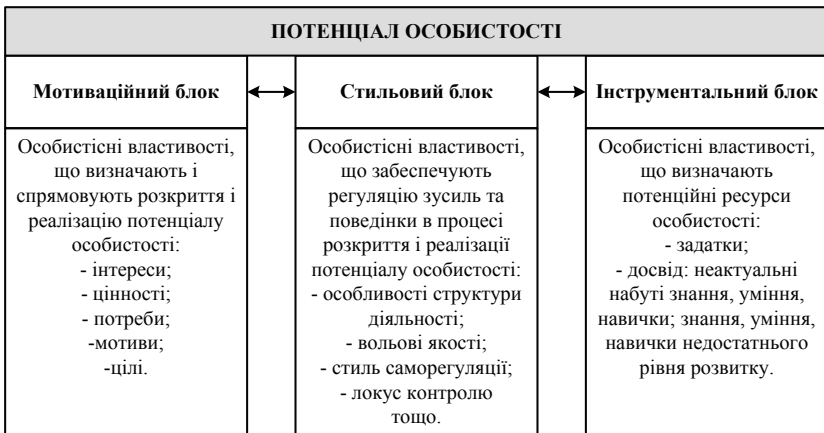 ПОТЕНЦІАЛ ОСОБИСТОСТІ
Мотиваційний блок
Стильовий блок
Інструментальний блок
Особистісні властивості,
що визначають і
спрямовують розкриття і
реалізацію потенціалу
особистості:
- інтереси;
- цінності;
- потреби;
-мотиви;
-цілі.
Особистісні властивості,
що забеспечують
регуляцію зусиль та
поведінки в процесі
розкриття і реалізації
потенціалу особистості:
- особливості структури
діяльності;
- вольові якості;
- стиль саморегуляції;
- локус контролю
тощо.
Особистісні властивості,
що визначають
потенційні ресурси
особистості:
- задатки;
- досвід: неактуальні
набуті знання, уміння,
навички; знання, уміння,
навички недостатнього
рівня розвитку.